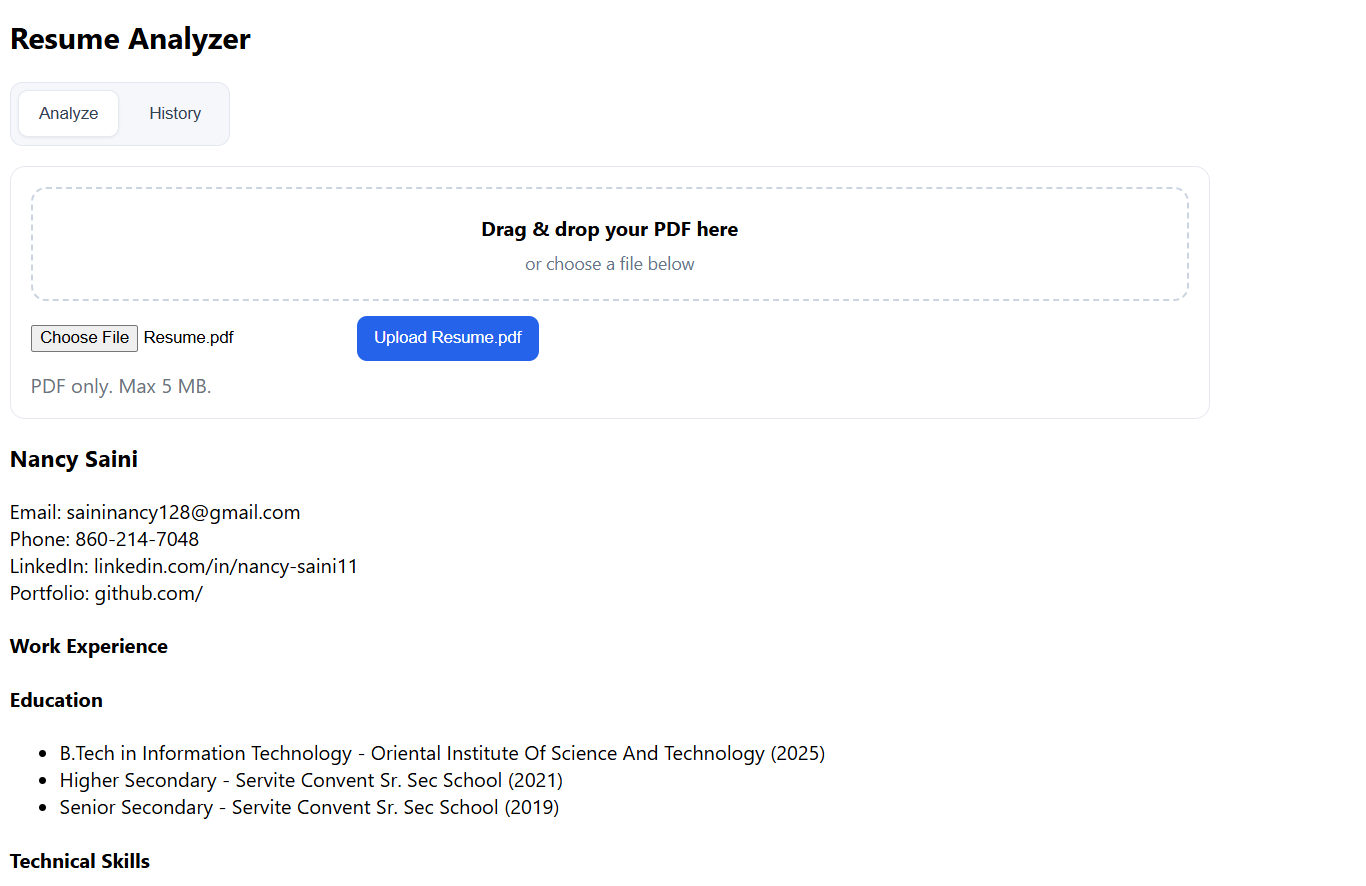 Resume Analyzer
Analyze History
Drag & drop your PDF here
or choose a file below
Choose File Resume.pdf Upload Resume.pdf
PDF only. Max 5 MB.
Nancy Saini
Email: saininancy128@gmail.com
Phone: 860-214-7048
LinkedIn: linkedin.com/in/nancy-saini11
Portfolio: github.com/
Work Experience
Education
• B.Tech in Information Technology - Oriental Institute Of Science And Technology (2025)
• Higher Secondary - Servite Convent Sr. Sec School (2021)
• Senior Secondary - Servite Convent Sr. Sec School (2019)
Technical Skills